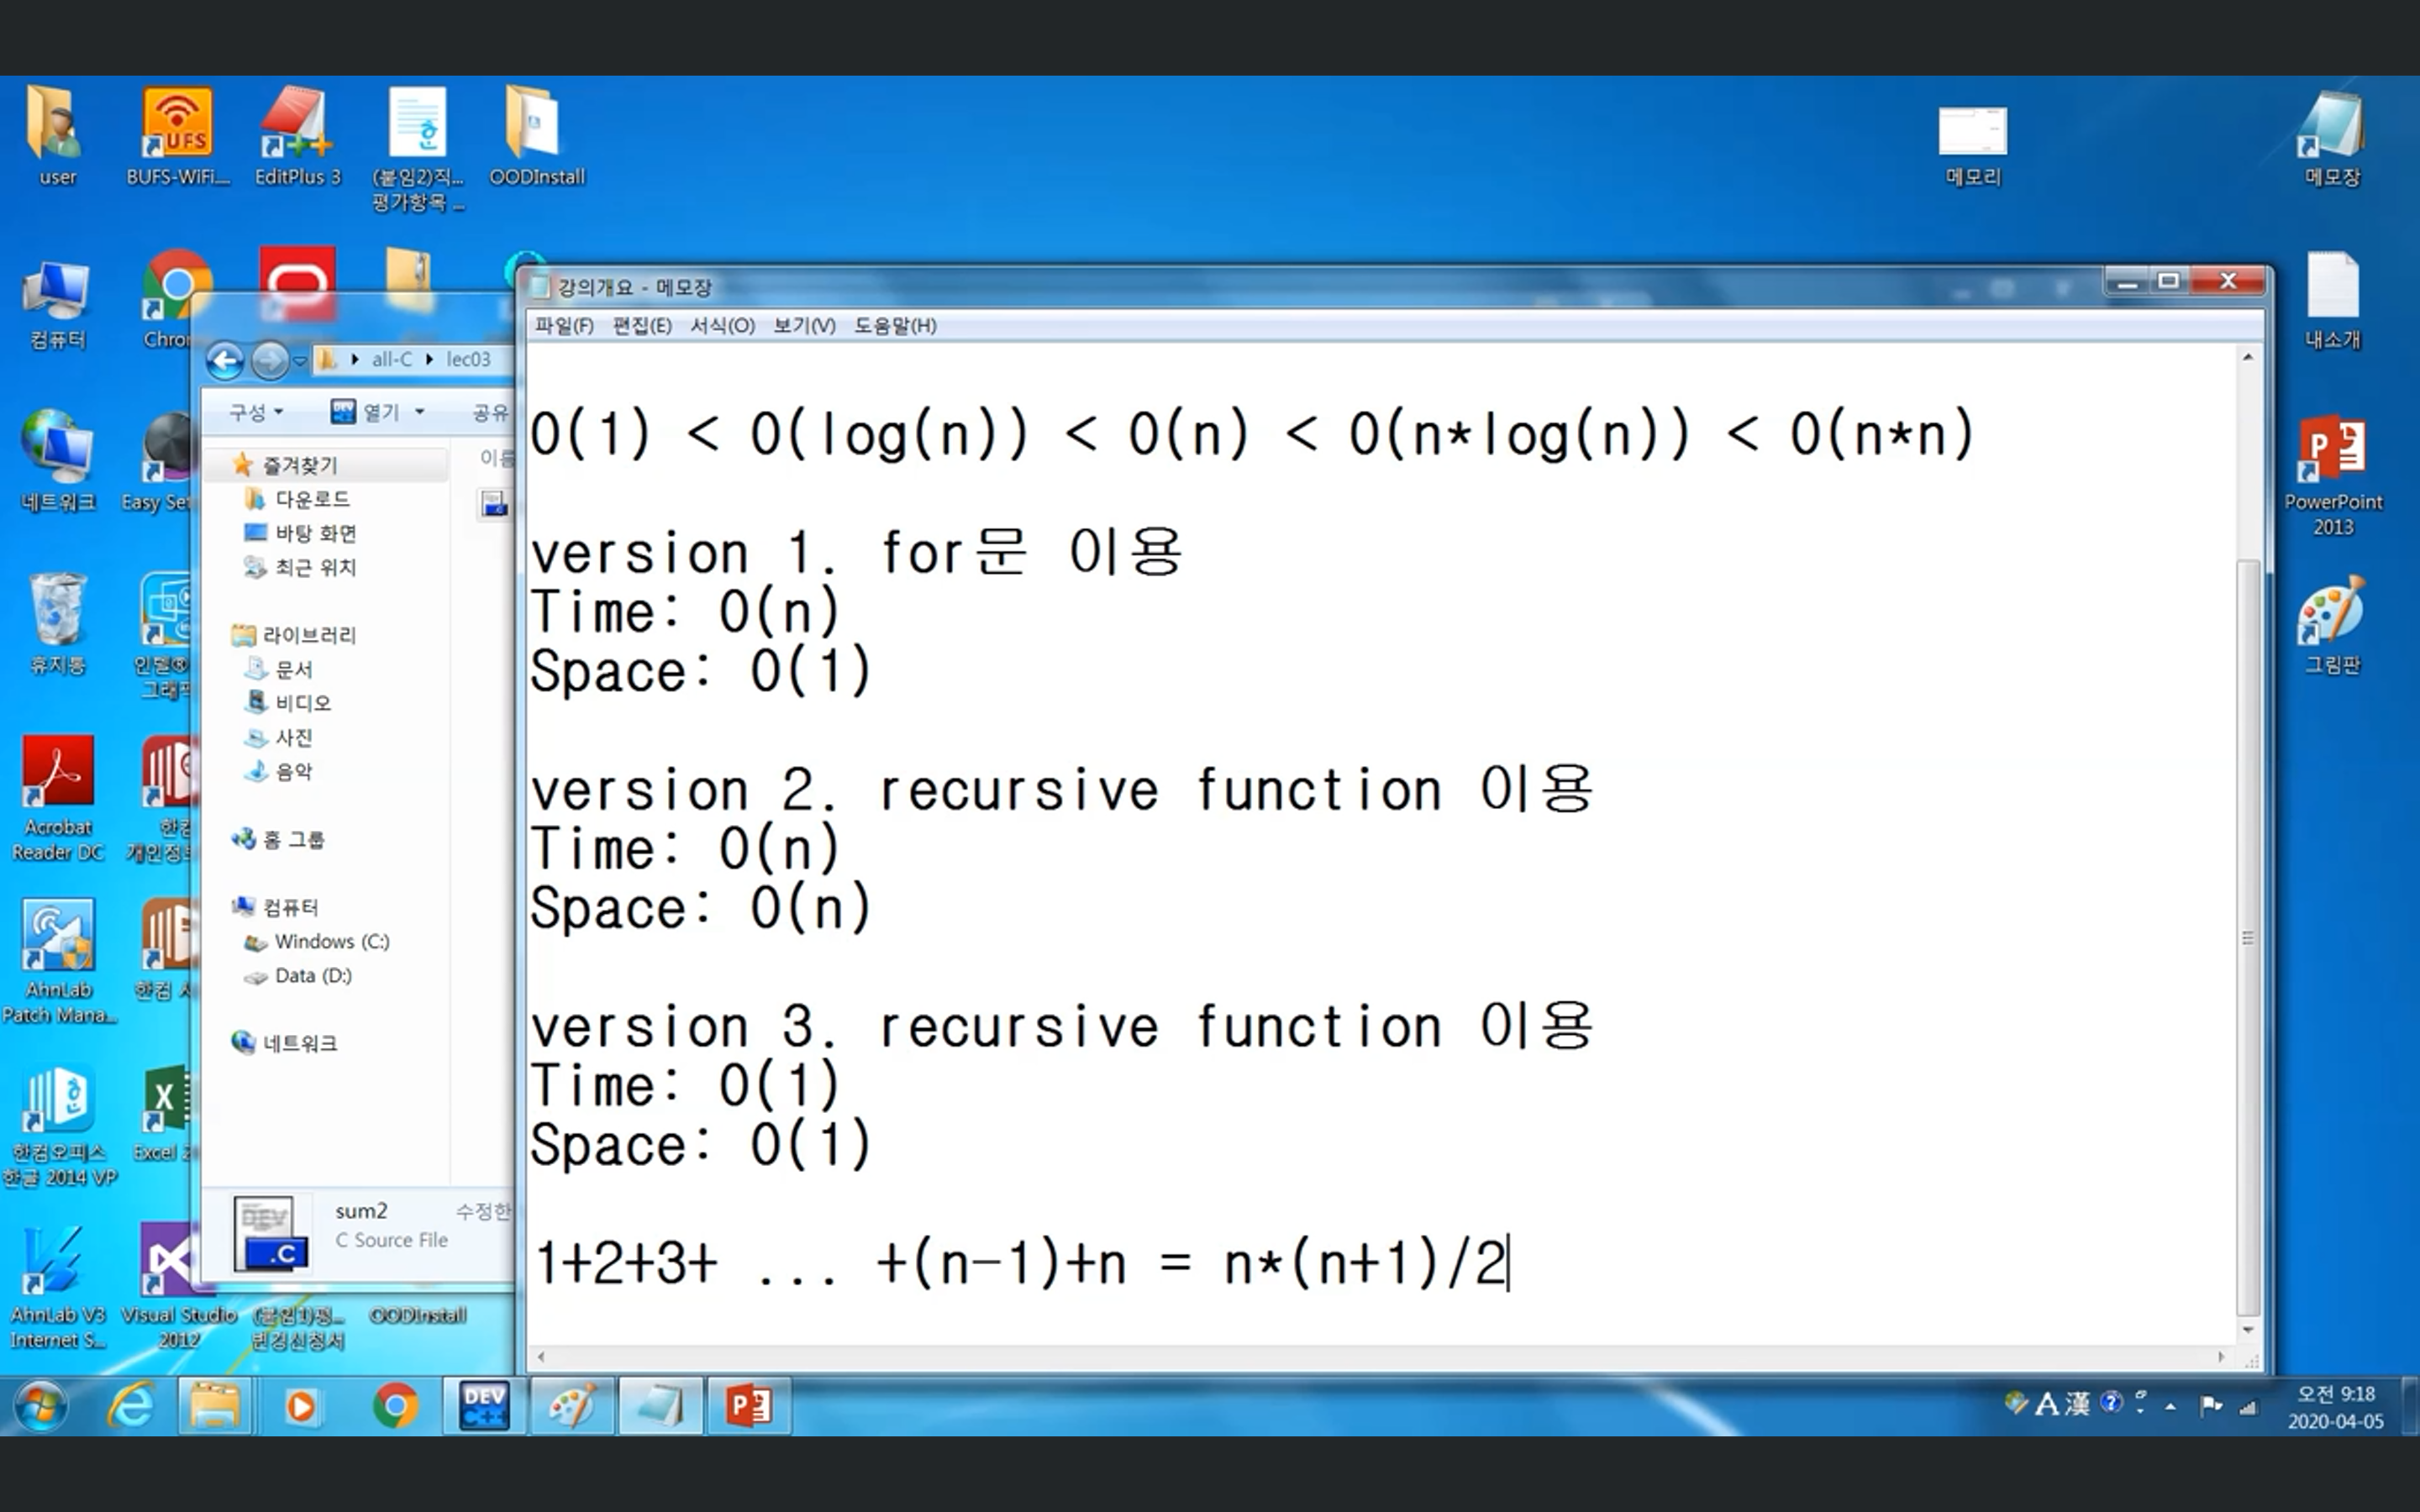 user
BUFS-WiFi...
EditPlus 3
(붙임2)직...
평가항목 ...
OODInstall
메모리
메모장
컴퓨터
Chro
내소개
네트워크
Easy Set
PowerPoint
2013
휴지통
인텔®
그래픽
그림판
Acrobat
Reader DC
한컴
개인정보
AhnLab
Patch Mana...
한컴 사
한컴오피스
한글 2014 VP
Excel 2
AhnLab V3
Internet S...
Visual Studio
2012
OODInstall
all-C
lec03
구성
열기
공유
이름
즐겨찾기
다운로드
바탕 화면
최근 위치
라이브러리
문서
비디오
사진
음악
홈 그룹
컴퓨터
Windows (C:)
Data (D:)
네트워크
sum2
수정한
C Source File
강의개요 - 메모장
파일(F) 편집(E) 서식(O) 보기(V) 도움말(H)
O(1) < O(log(n)) < O(n) < O(n*log(n)) < O(n*n)
version 1. for문 이용
Time: O(n)
Space: O(1)
version 2. recursive function 이용
Time: O(n)
Space: O(n)
version 3. recursive function 이용
Time: O(1)
Space: O(1)
1+2+3+ ... +(n-1)+n = n*(n+1)/2
DEV
C++
A 漢
오전 9:18
2020-04-05